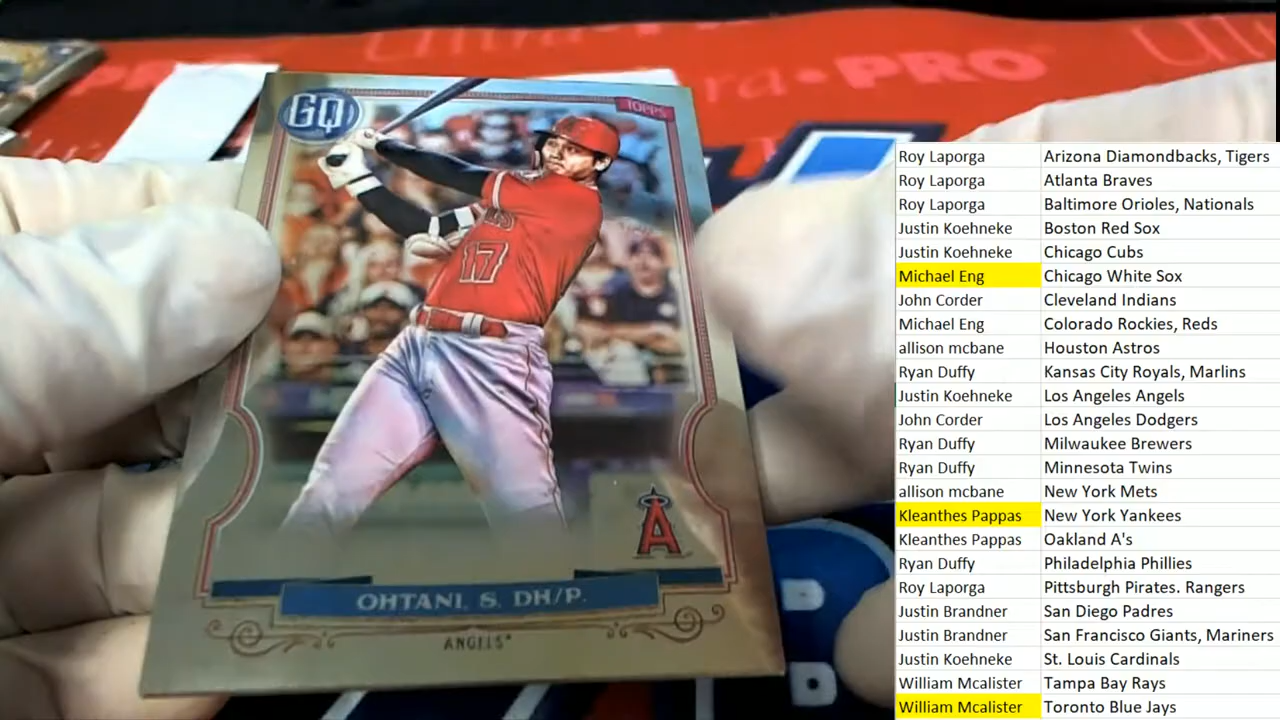 PRO
GQ
TOPPS
PRO
17
A
OHTANI, S. DH/P.
ANGELS
Roy Laporga Arizona Diamondbacks, Tigers
Roy Laporga Atlanta Braves
Roy Laporga Baltimore Orioles, Nationals
Justin Koehneke Boston Red Sox
Justin Koehneke Chicago Cubs
Michael Eng Chicago White Sox
John Corder Cleveland Indians
Michael Eng Colorado Rockies, Reds
allison mcbane Houston Astros
Ryan Duffy Kansas City Royals, Marlins
Justin Koehneke Los Angeles Angels
John Corder Los Angeles Dodgers
Ryan Duffy Milwaukee Brewers
Ryan Duffy Minnesota Twins
allison mcbane New York Mets
Kleanthes Pappas New York Yankees
Kleanthes Pappas Oakland A's
Ryan Duffy Philadelphia Phillies
Roy Laporga Pittsburgh Pirates. Rangers
Justin Brandner San Diego Padres
Justin Brandner San Francisco Giants, Mariners
Justin Koehneke St. Louis Cardinals
William Mcalister Tampa Bay Rays
William Mcalister Toronto Blue Jays